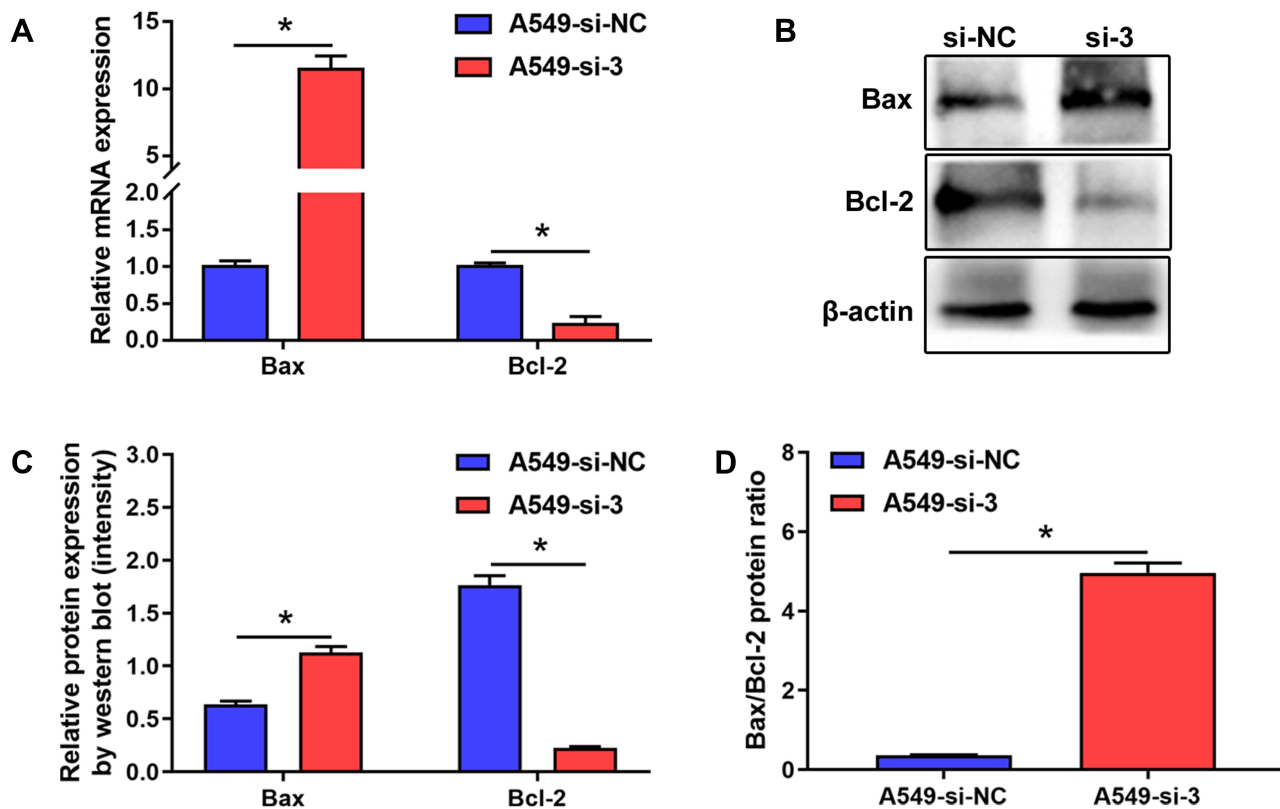 A
Relative mRNA expression
15
10
5
2.0
1.5
1.0
0.5
0.0
*
*
A549-si-NC
A549-si-3
Bax
Bcl-2
B
si-NC
si-3
Bax
Bcl-2
β-actin
C
Relative protein expression
by western blot (intensity)
3.0
2.5
2.0
1.5
1.0
0.5
0.0
*
*
A549-si-NC
A549-si-3
Bax
Bcl-2
D
Bax/Bcl-2 protein ratio
8
6
4
2
0
A549-si-NC
A549-si-3
*
A549-si-NC
A549-si-3